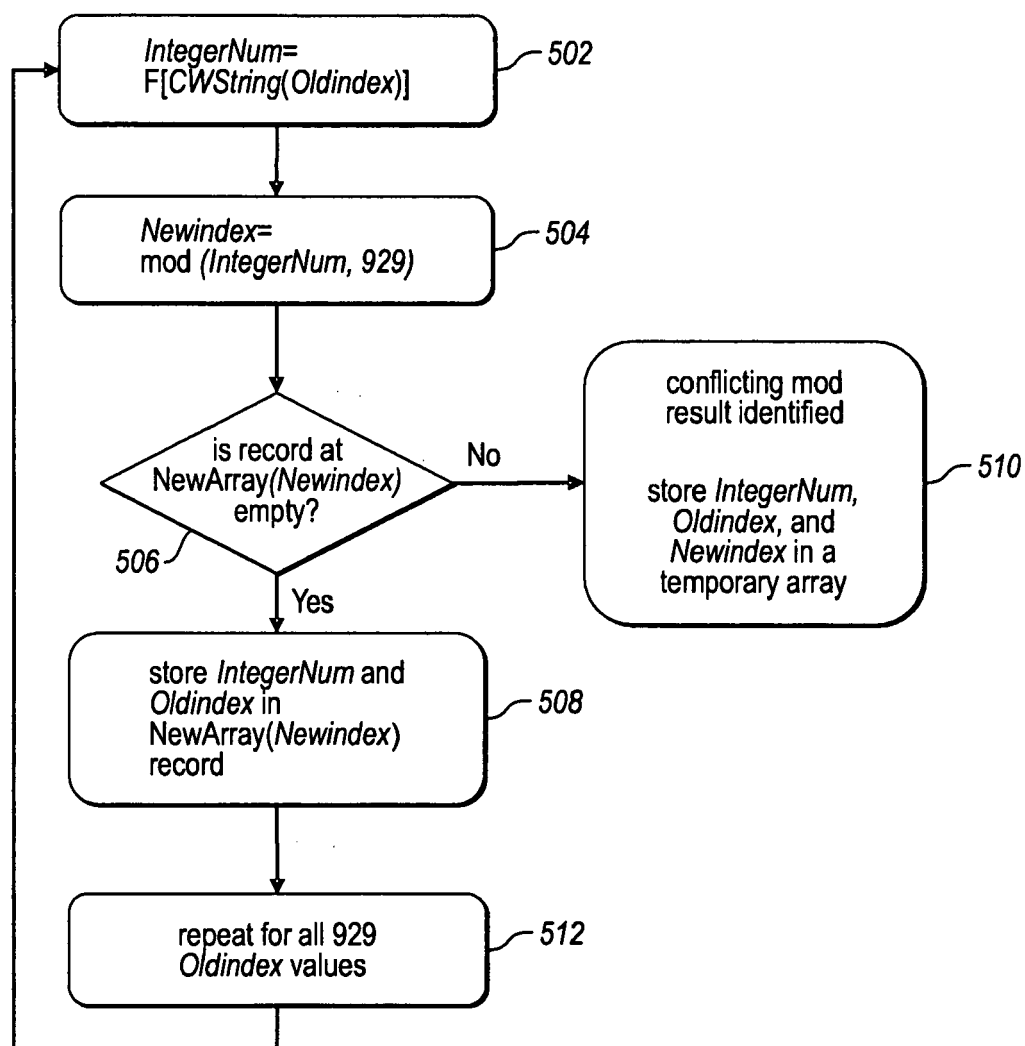 IntegerNum=
F[CWString(Oldindex)]
502
Newindex=
mod (IntegerNum, 929)
504
is record at
NewArray(Newindex)
empty?
506
No
conflicting mod
result identified
store IntegerNum,
Oldindex, and
Newindex in a
temporary array
510
Yes
store IntegerNum and
Oldindex in
NewArray(Newindex)
record
508
repeat for all 929
Oldindex values
512